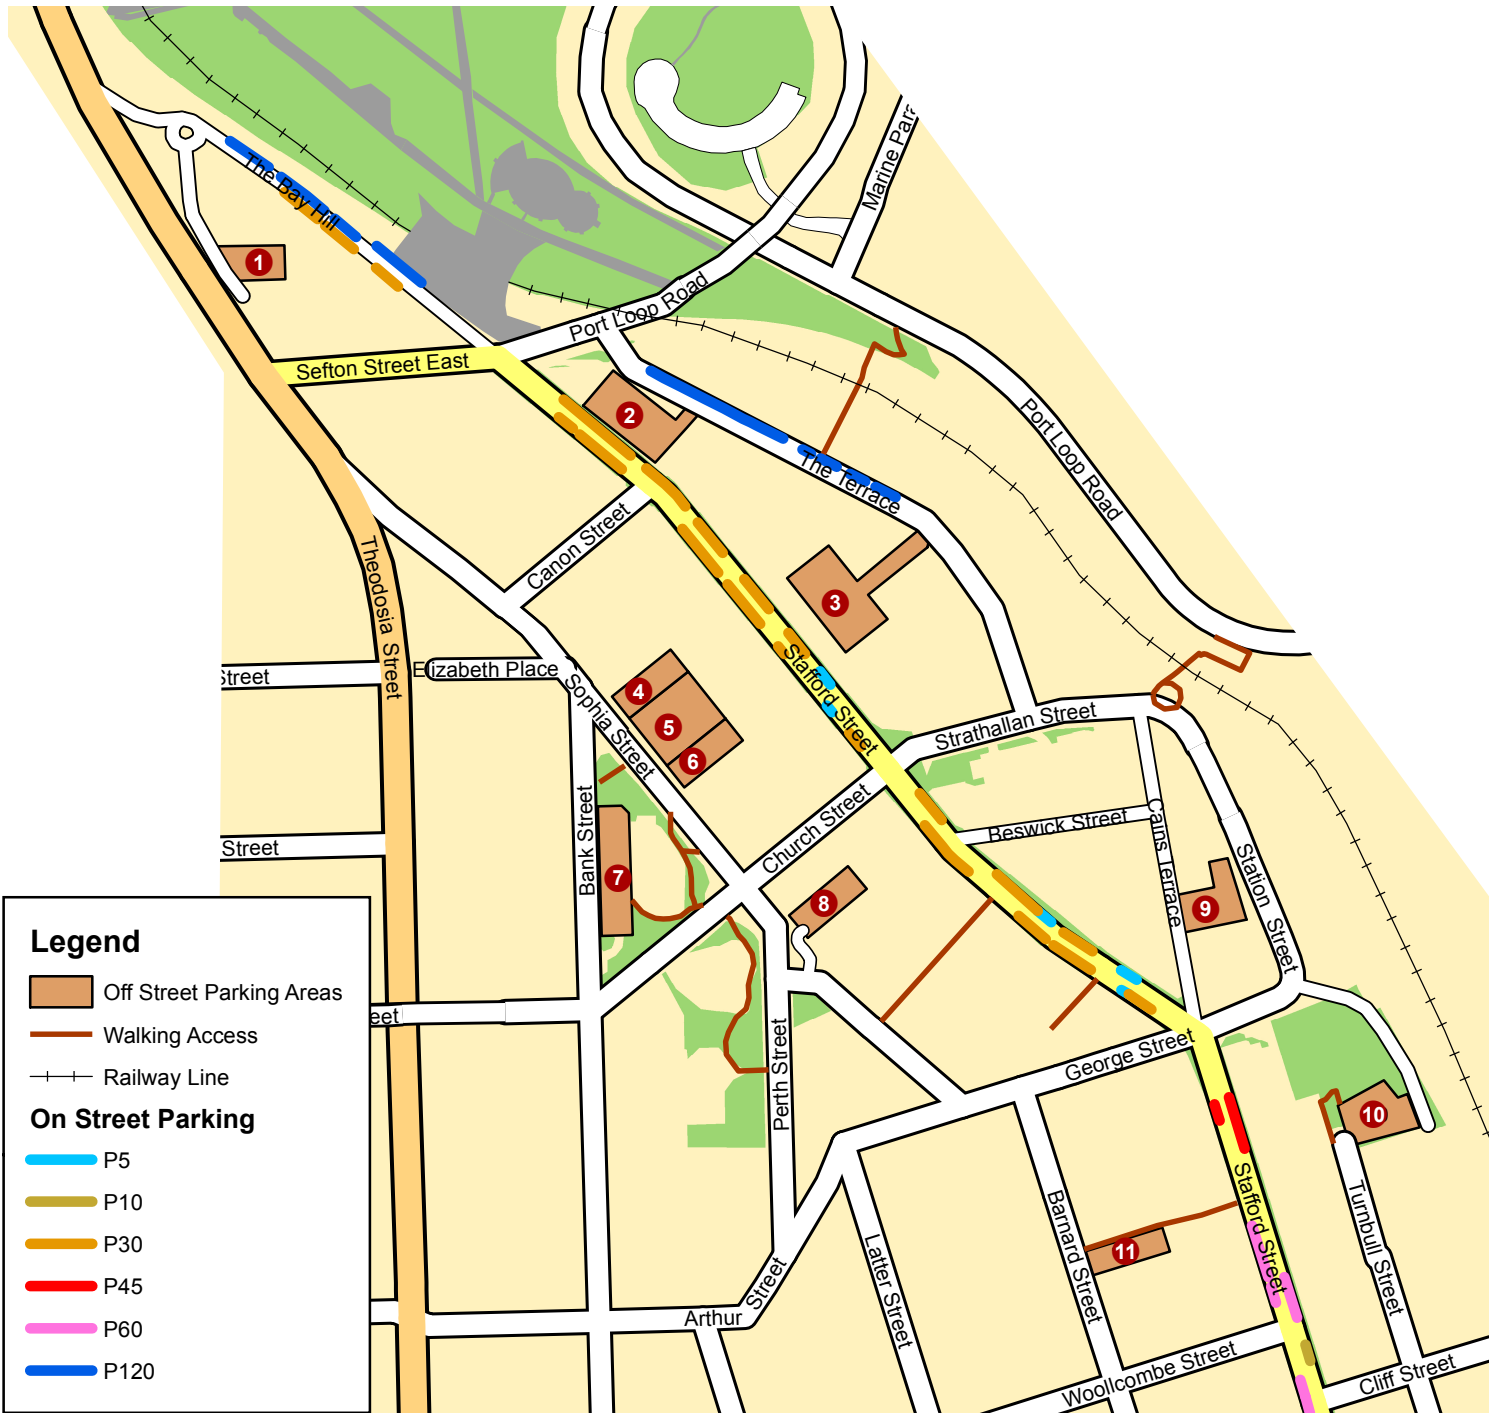 The Bay Hill
Marine Para
1
Port Loop Road
Sefton Street East
2
Port Loop Road
The Terrace
Canon Street
Theodosia Street
3
Street
Elizabeth Place
Sophia Street
4
5
6
Stafford Street
Strathallan Street
Street
Bank Street
Church Street
Beswick Street
Cains Terrace
Station Street
7
8
9
eet
Perth Street
George Street
10
Stafford Street
Barnard Street
11
Latter Street
Turnbull Street
Arthur Street
Woollcombe Street
Cliff Street
Legend
Off Street Parking Areas
Walking Access
Railway Line
On Street Parking
P5
P10
P30
P45
P60
P120